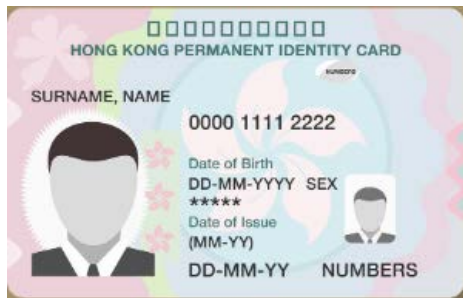 HONG KONG PERMANENT IDENTITY CARD
NUMBERS
SURNAME, NAME
0000 1111 2222
Date of Birth
DD-MM-YYYY SEX
*****
Date of Issue
(MM-YY)
DD-MM-YY NUMBERS